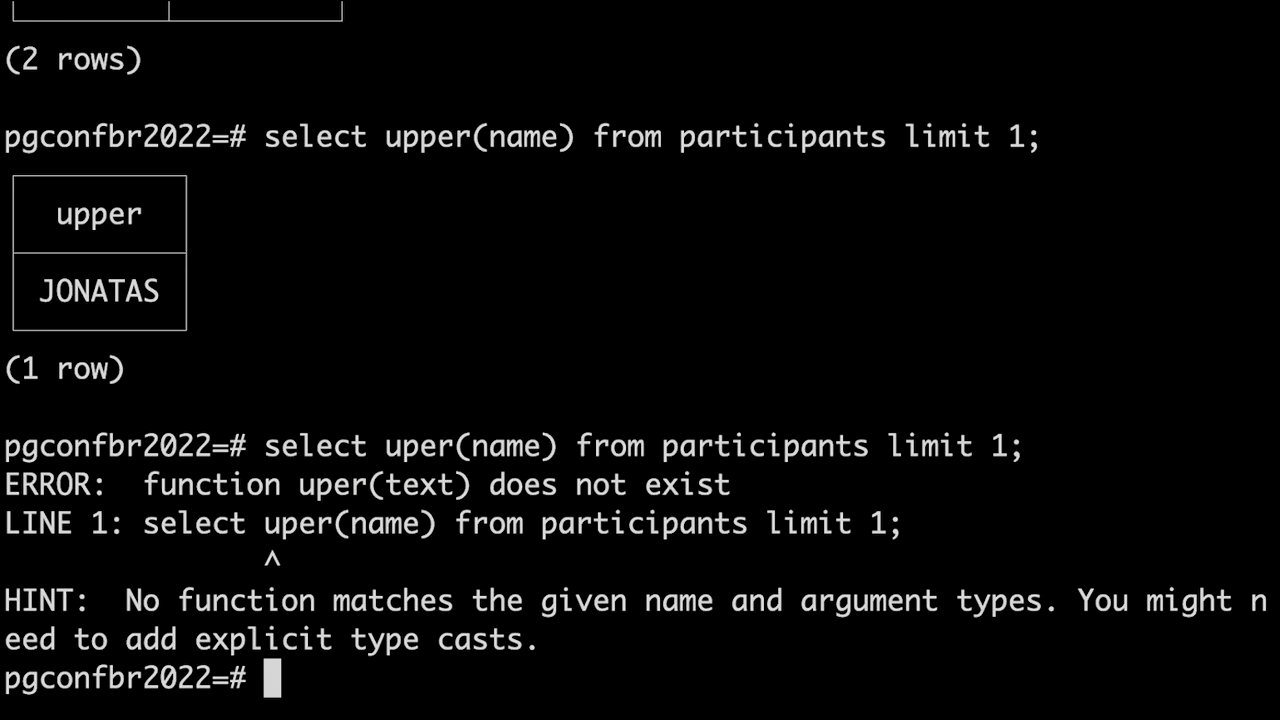 (2 rows)
pgconfbr2022=# select upper(name) from participants limit 1;
upper
JONATAS
(1 row)
pgconfbr2022=# select uper(name) from participants limit 1;
ERROR:  function uper(text) does not exist
LINE 1: select uper(name) from participants limit 1;
^
HINT:  No function matches the given name and argument types. You might n
eed to add explicit type casts.
pgconfbr2022=#